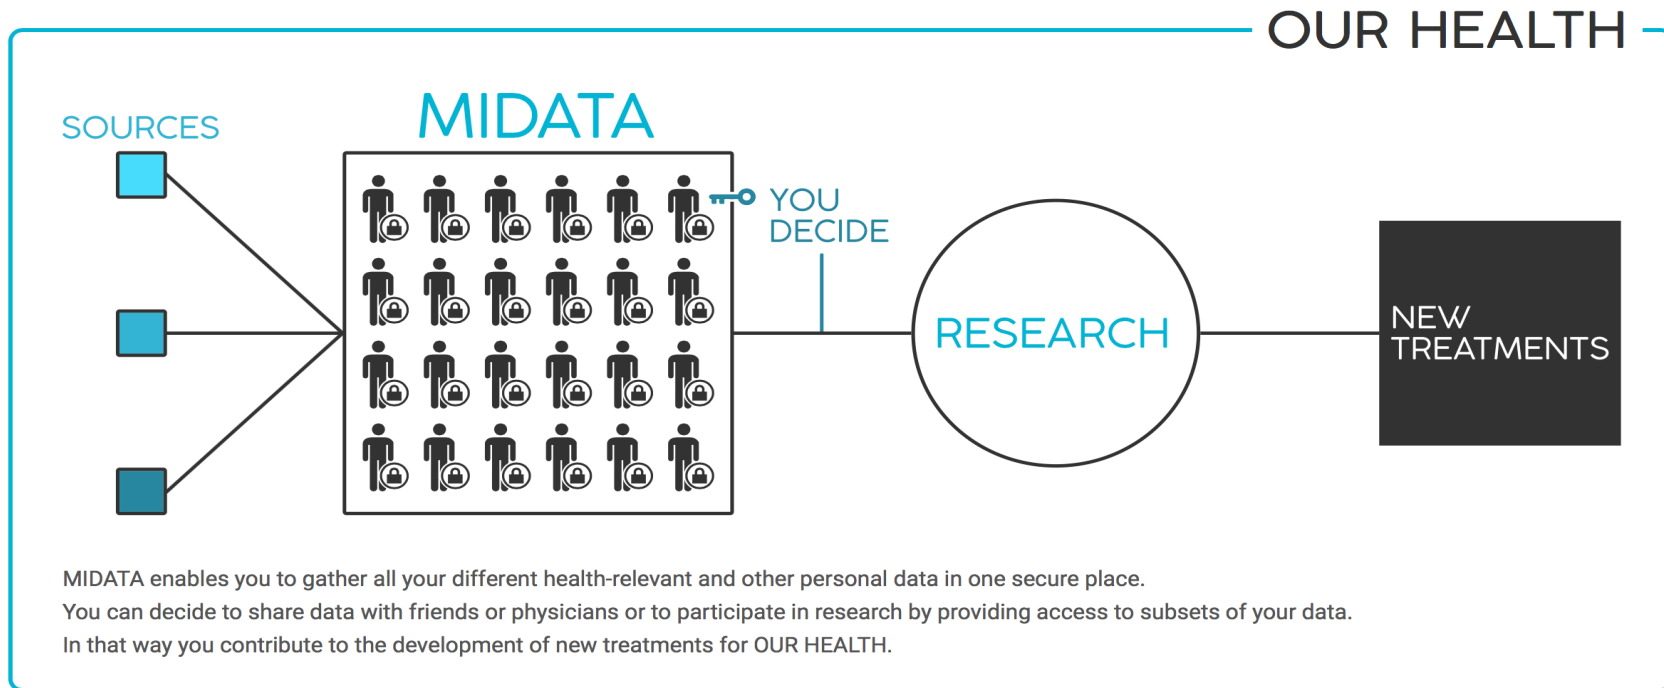 OUR HEALTH
SOURCES
MIDATA
YOU
DECIDE
RESEARCH
NEW
TREATMENTS
MIDATA enables you to gather all your different health-relevant and other personal data in one secure place.
You can decide to share data with friends or physicians or to participate in research by providing access to subsets of your data.
In that way you contribute to the development of new treatments for OUR HEALTH.